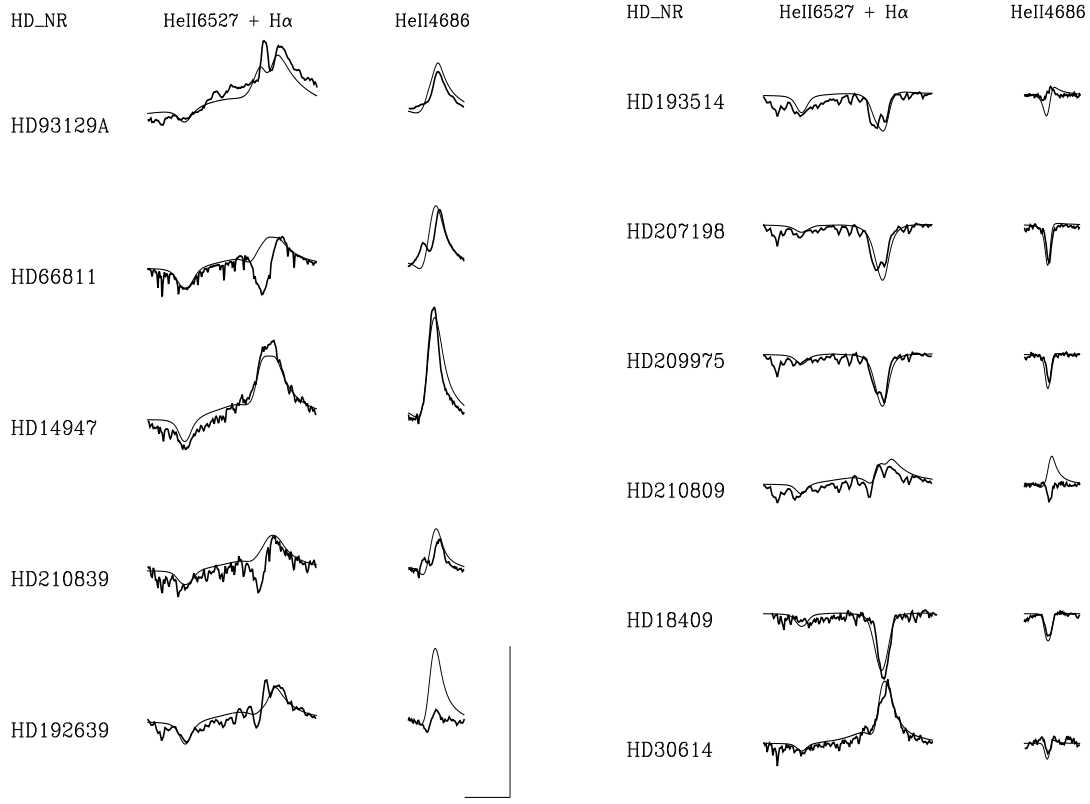 HD_NR HeII6527 + Hα HeII4686
HD93129A
HD66811
HD14947
HD210839
HD192639
HD_NR HeII6527 + Hα HeII4686
HD193514
HD207198
HD209975
HD210809
HD18409
HD30614